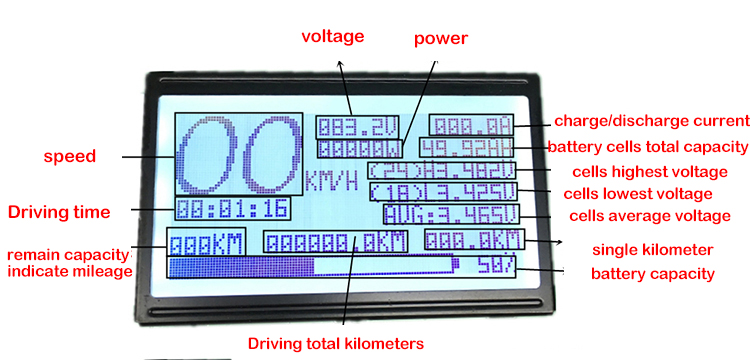 voltage
power
charge/discharge current
battery cells total capacity
cells highest voltage
cells lowest voltage
cells average voltage
single kilometer
battery capacity
speed
Driving time
remain capacity
indicate mileage
Driving total kilometers
00
KM/H
083.2V
00000W
000.0A
49.92AH
(24)H3.482V
(18)L3.425V
AVG:3.465V
00:01:16
000KM
000000.0KM
000.0KM
50%